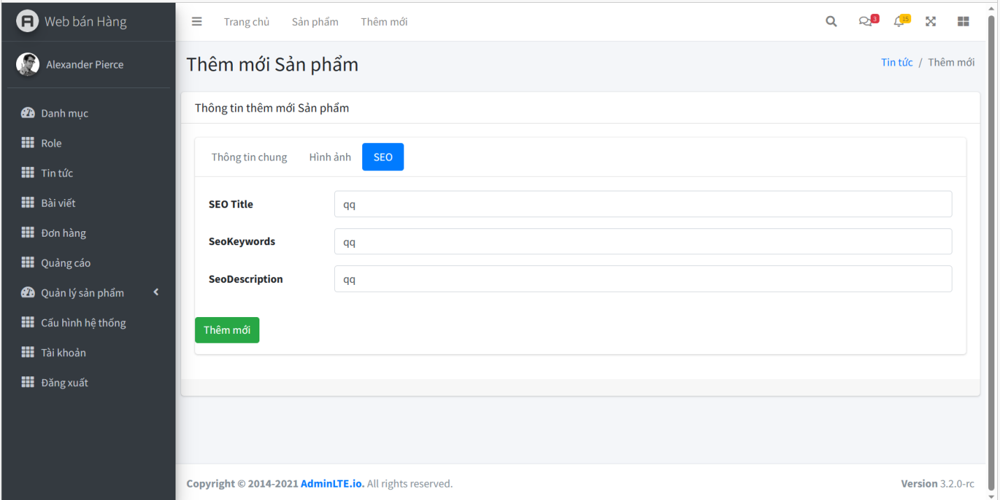 Web bán Hàng
Trang chủ Sản phẩm Thêm mới 3 15
Alexander Pierce
Thêm mới Sản phẩm
Tin tức / Thêm mới
Danh mục
Role
Tin tức
Bài viết
Đơn hàng
Quảng cáo
Quản lý sản phẩm
Cấu hình hệ thống
Tài khoản
Đăng xuất
Thông tin thêm mới Sản phẩm
Thông tin chung Hình ảnh SEO
SEO Title qq
SeoKeywords qq
SeoDescription qq
Thêm mới
Copyright © 2014-2021 AdminLTE.io. All rights reserved.
Version 3.2.0-rc